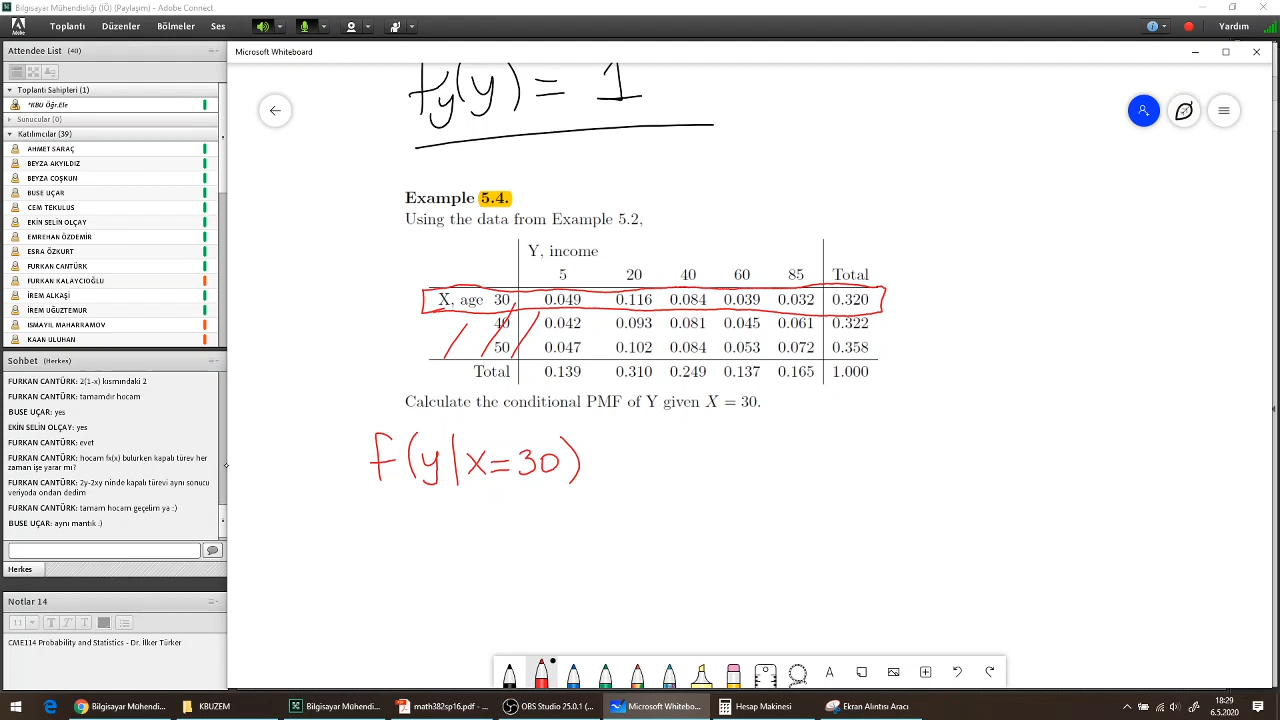 Bilgisayar Mühendisliği (İÖ) (Paylaşım) - Adobe Connect
Adobe Toplantı Düzenler Bölmeler Ses Yardım
Attendee List (40)
Toplantı Sahipleri (1)
*KBU Öğr.Ele
Sunucular (0)
Katılımcılar (39)
AHMET SARAÇ
BEYZA AKYILDIZ
BEYZA COŞKUN
BUSE UÇAR
CEM TEKULUS
EKİN SELİN OLÇAY
EMREHAN ÖZDEMİR
ESRA ÖZKURT
FURKAN CANTÜRK
FURKAN KALAYCIOĞLU
İREM ALKAŞİ
İREM UĞUZTEMUR
ISMAYIL MAHARRAMOV
KAAN ULUHAN
Sohbet (Herkes)
FURKAN CANTÜRK: 2(1-x) kısmındaki 2
FURKAN CANTÜRK: tamamdır hocam
BUSE UÇAR: yes
EKİN SELİN OLÇAY: yes
FURKAN CANTÜRK: evet
FURKAN CANTÜRK: hocam fx(x) bulurken kapalı türev her
zaman işe yarar mı?
FURKAN CANTÜRK: 2y-2xy ninde kapalı türevi aynı sonucu
veriyoda ondan dedim
FURKAN CANTÜRK: tamam hocam geçelim ya :)
BUSE UÇAR: aynı mantık :)
Herkes
Notlar 14
11 T T T
CME114 Probability and Statistics - Dr. İlker Türker
Microsoft Whiteboard
fy(y) = 1
Example 5.4.
Using the data from Example 5.2,
Y, income
5 20 40 60 85 Total
X, age 30 0.049 0.116 0.084 0.039 0.032 0.320
40 0.042 0.093 0.081 0.045 0.061 0.322
50 0.047 0.102 0.084 0.053 0.072 0.358
Total 0.139 0.310 0.249 0.137 0.165 1.000
Calculate the conditional PMF of Y given X = 30.
f(y|x=30)
A
Bilgisayar Mühendi... KRUZEM Bilgisayar Mühendi... math382sp16.pdf - ... OBS Studio 25.0.1 (... Microsoft Whitebo... Hesap Makinesi Ekran Alıntısı Aracı
18:29
6.5.2020